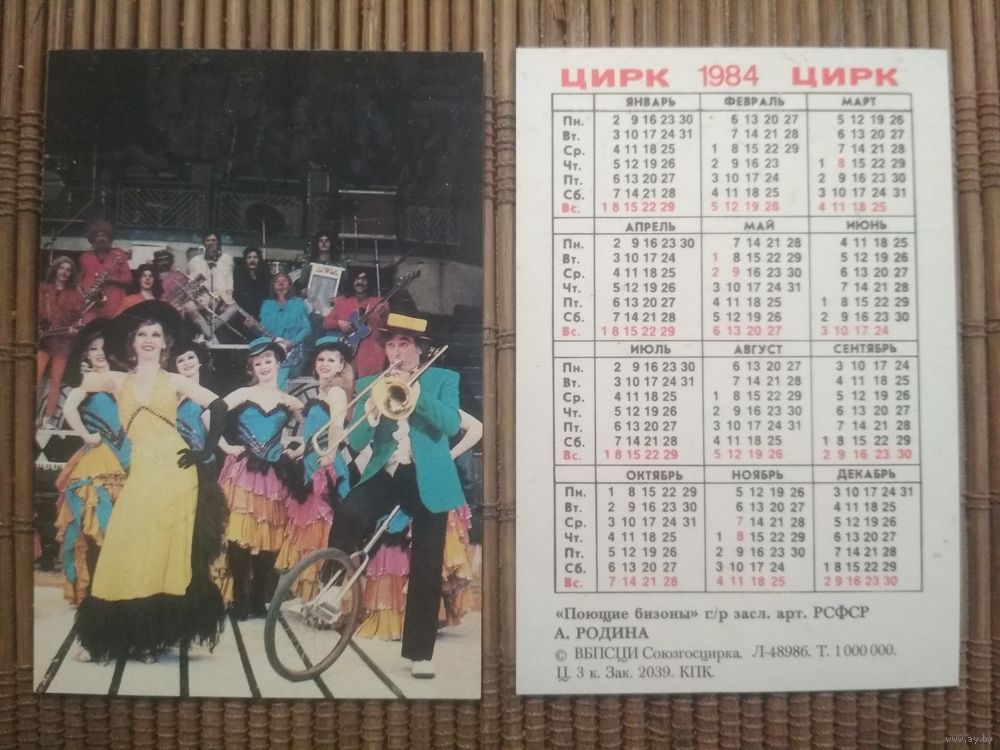 ЦИРК 1984 ЦИРК
ЯНВАРЬ ФЕВРАЛЬ МАРТ
Пн. 2 9 16 23 30 6 13 20 27 5 12 19 26
Вт. 3 10 17 24 31 7 14 21 28 6 13 20 27
Ср. 4 11 18 25 1 8 15 22 29 7 14 21 28
Чт. 5 12 19 26 2 9 16 23 1 8 15 22 29
Пт. 6 13 20 27 3 10 17 24 2 9 16 23 30
Сб. 7 14 21 28 4 11 18 25 3 10 17 24 31
Вс. 1 8 15 22 29 5 12 19 26 4 11 18 25
АПРЕЛЬ МАЙ ИЮНЬ
Пн. 2 9 16 23 30 7 14 21 28 4 11 18 25
Вт. 3 10 17 24 1 8 15 22 29 5 12 19 26
Ср. 4 11 18 25 2 9 16 23 30 6 13 20 27
Чт. 5 12 19 26 3 10 17 24 31 7 14 21 28
Пт. 6 13 20 27 4 11 18 25 1 8 15 22 29
Сб. 7 14 21 28 5 12 19 26 2 9 16 23 30
Вс. 1 8 15 22 29 6 13 20 27 3 10 17 24
ИЮЛЬ АВГУСТ СЕНТЯБРЬ
Пн. 2 9 16 23 30 6 13 20 27 3 10 17 24
Вт. 3 10 17 24 31 7 14 21 28 4 11 18 25
Ср. 4 11 18 25 1 8 15 22 29 5 12 19 26
Чт. 5 12 19 26 2 9 16 23 30 6 13 20 27
Пт. 6 13 20 27 3 10 17 24 31 7 14 21 28
Сб. 7 14 21 28 4 11 18 25 1 8 15 22 29
Вс. 1 8 15 22 29 5 12 19 26 2 9 16 23 30
ОКТЯБРЬ НОЯБРЬ ДЕКАБРЬ
Пн. 1 8 15 22 29 5 12 19 26 3 10 17 24 31
Вт. 2 9 16 23 30 6 13 20 27 4 11 18 25
Ср. 3 10 17 24 31 7 14 21 28 5 12 19 26
Чт. 4 11 18 25 1 8 15 22 29 6 13 20 27
Пт. 5 12 19 26 2 9 16 23 30 7 14 21 28
Сб. 6 13 20 27 3 10 17 24 1 8 15 22 29
Вс. 7 14 21 28 4 11 18 25 2 9 16 23 30
«Поющие бизоны» г/р засл. арт. РСФСР
А. РОДИНА
© ВБПСЦИ Союзгосцирка. Л-48986. Т. 1 000 000.
Ц. 3 к. Зак. 2039. КПК.
www.ay.by